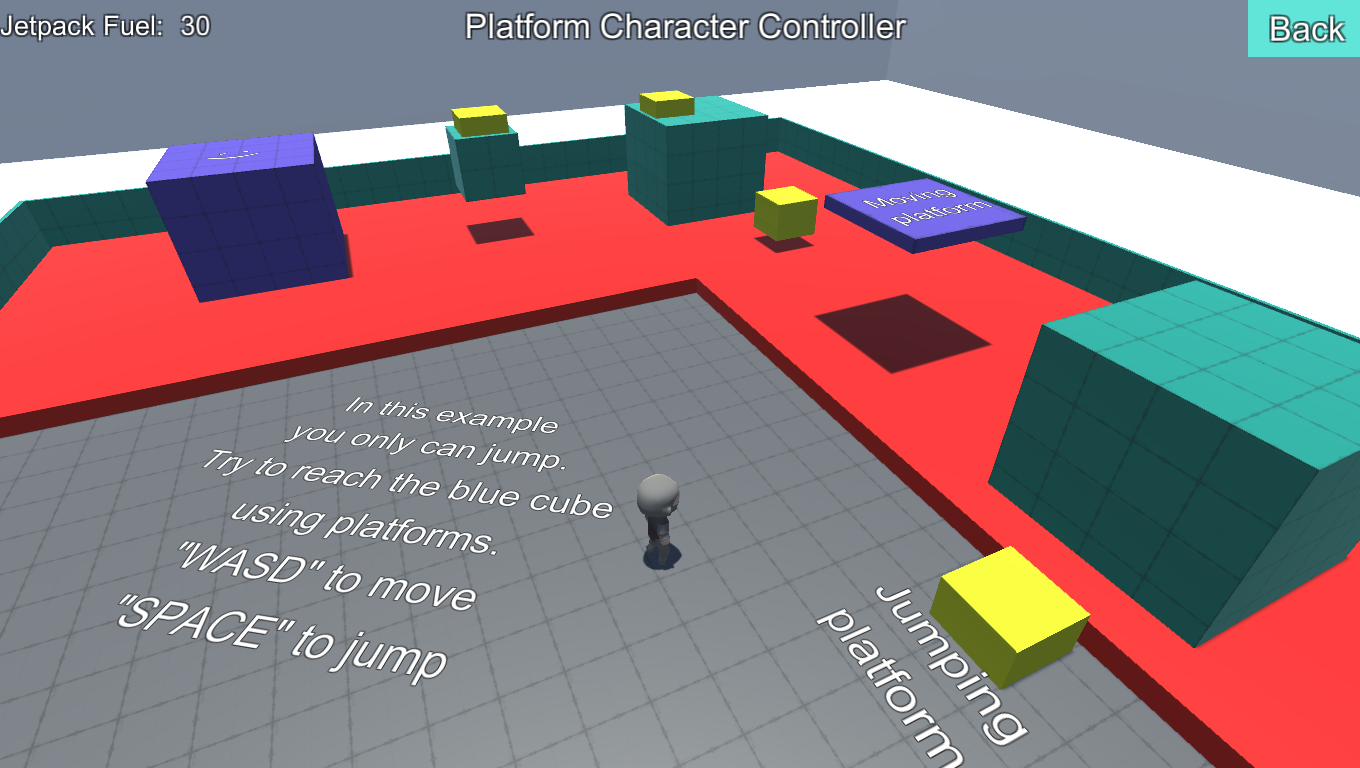 Jetpack Fuel: 30
Platform Character Controller
Back
Moving
platform
In this example
you only can jump.
Try to reach the blue cube
using platforms.
"WASD" to move
"SPACE" to jump
Jumping
platform